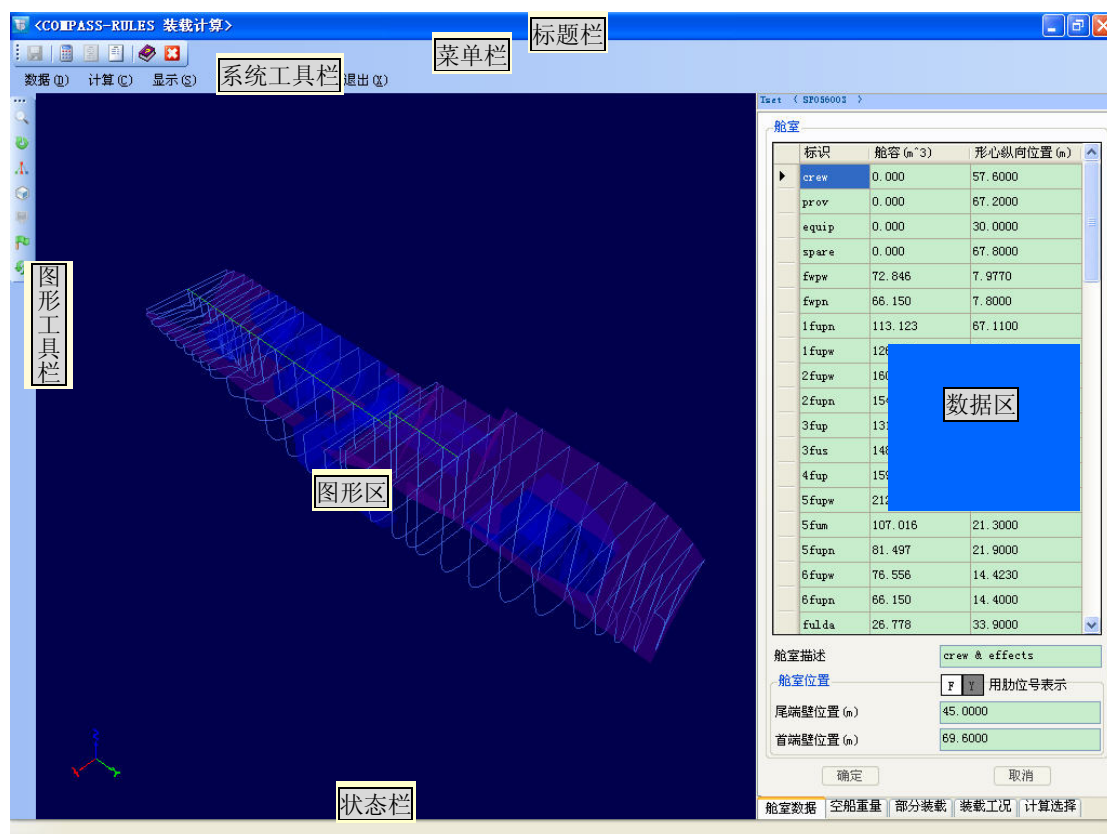 <COMPASS-RULES 装载计算>
标题栏
菜单栏
数据(D) 计算(C) 显示(S) 退出(X)
系统工具栏
图形工具栏
图形区
状态栏
Tset 〈 SF056003 〉
舱室
标识 舱容(m^3) 形心纵向位置(m)
crew 0.000 57.6000
prov 0.000 67.2000
equip 0.000 30.0000
spare 0.000 67.8000
fwpw 72.846 7.9770
fwpn 66.150 7.8000
1fupn 113.123 67.1100
1fupw
2fupw
2fupn
3fup
3fus
4fup
5fupw
数据区
5fum 107.016 21.3000
5fupn 81.497 21.9000
6fupw 76.556 14.4230
6fupn 66.150 14.4000
fulda 26.778 33.9000
舱室描述 crew & effects
舱室位置 F Y 用肋位号表示
尾端壁位置(m) 45.0000
首端壁位置(m) 69.6000
确定 取消
舱室数据 空船重量 部分装载 装载工况 计算选择